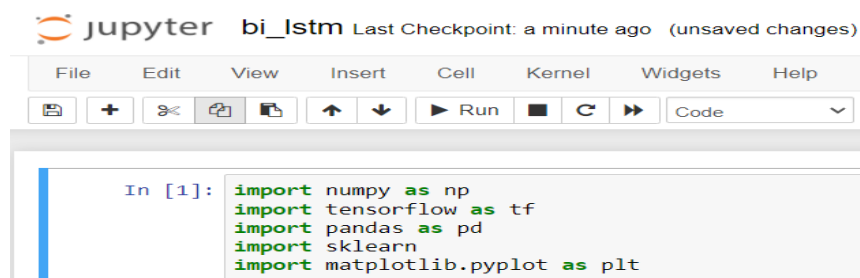 jupyter bi_lstm Last Checkpoint: a minute ago (unsaved changes)
File Edit View Insert Cell Kernel Widgets Help
Run Code
In [1]: import numpy as np
import tensorflow as tf
import pandas as pd
import sklearn
import matplotlib.pyplot as plt